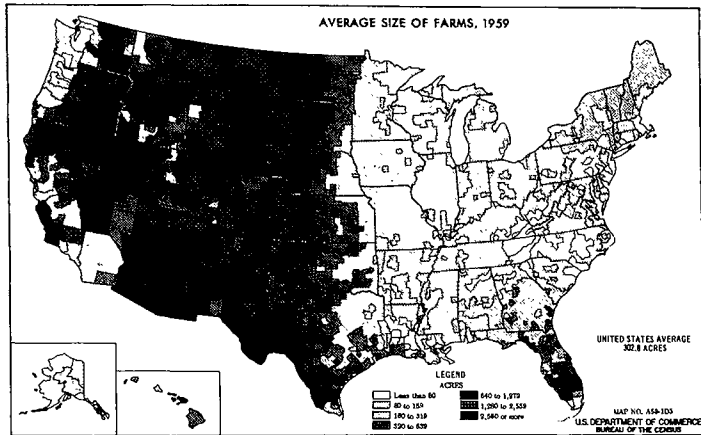 AVERAGE SIZE OF FARMS, 1959
UNITED STATES AVERAGE
302.8 ACRES
LEGEND
ACRES
Less than 80
80 to 159
160 to 319
320 to 639
640 to 1,279
1,280 to 2,559
2,560 or more
MAP NO. A59-1D3
U.S. DEPARTMENT OF COMMERCE
BUREAU OF THE CENSUS